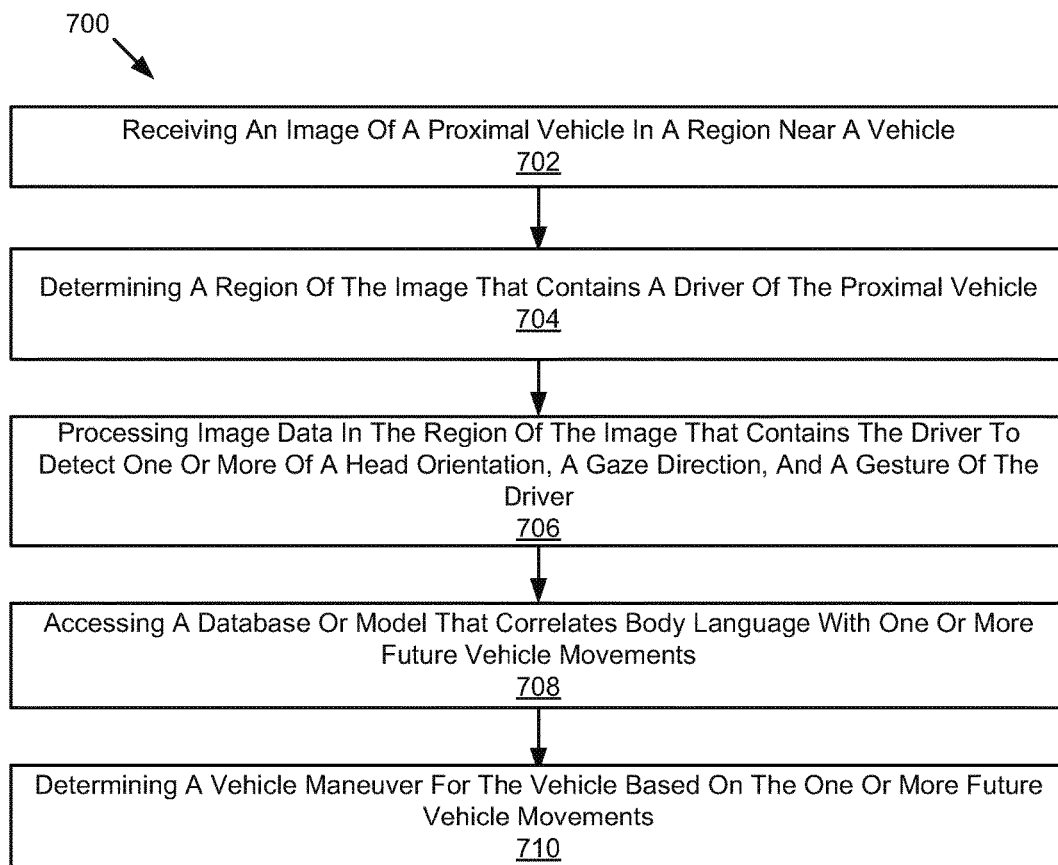 700
Receiving An Image Of A Proximal Vehicle In A Region Near A Vehicle
702
Determining A Region Of The Image That Contains A Driver Of The Proximal Vehicle
704
Processing Image Data In The Region Of The Image That Contains The Driver To
Detect One Or More Of A Head Orientation, A Gaze Direction, And A Gesture Of The
Driver
706
Accessing A Database Or Model That Correlates Body Language With One Or More
Future Vehicle Movements
708
Determining A Vehicle Maneuver For The Vehicle Based On The One Or More Future
Vehicle Movements
710